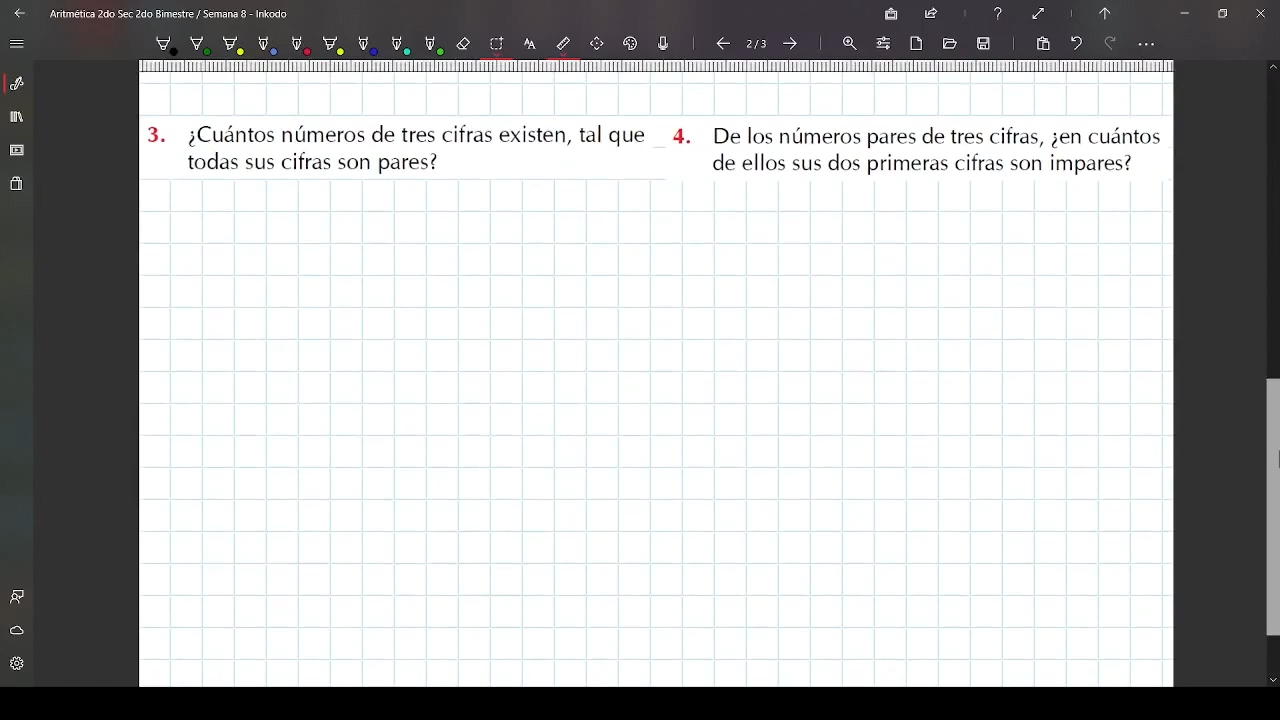 Aritmética 2do Sec 2do Bimestre / Semana 8 - Inkodo
2/3
3. ¿Cuántos números de tres cifras existen, tal que
todas sus cifras son pares?
4. De los números pares de tres cifras, ¿en cuántos
de ellos sus dos primeras cifras son impares?